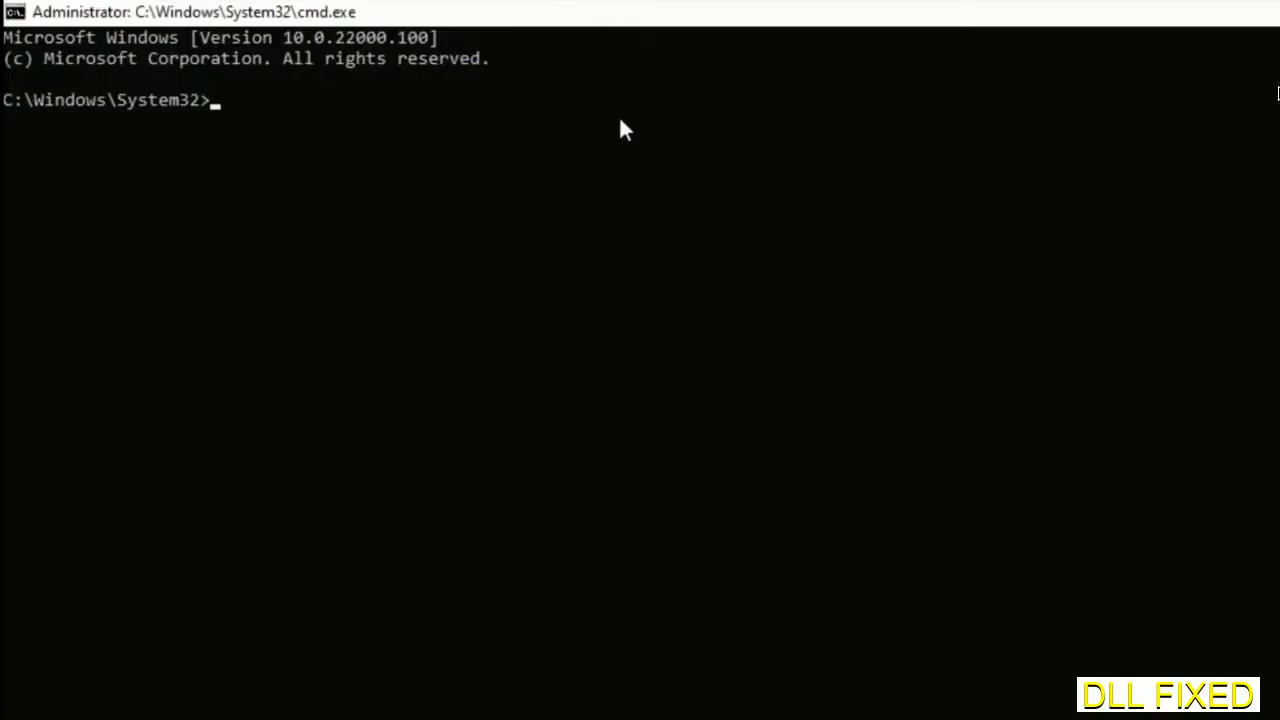 Administrator: C:\Windows\System32\cmd.exe
Microsoft Windows [Version 10.0.22000.100]
(c) Microsoft Corporation. All rights reserved.
C:\Windows\System32>
DLL FIXED